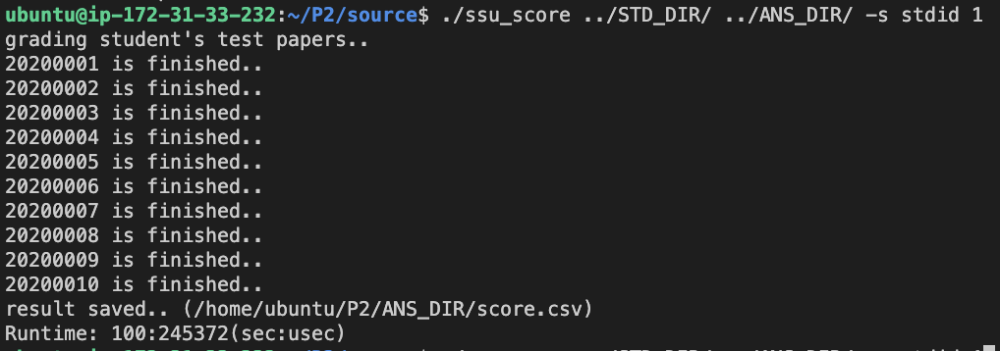 ubuntu@ip-172-31-33-232:~/P2/source$ ./ssu_score ../STD_DIR/ ../ANS_DIR/ -s stdid 1
grading student's test papers..
20200001 is finished..
20200002 is finished..
20200003 is finished..
20200004 is finished..
20200005 is finished..
20200006 is finished..
20200007 is finished..
20200008 is finished..
20200009 is finished..
20200010 is finished..
result saved.. (/home/ubuntu/P2/ANS_DIR/score.csv)
Runtime: 100:245372(sec:usec)